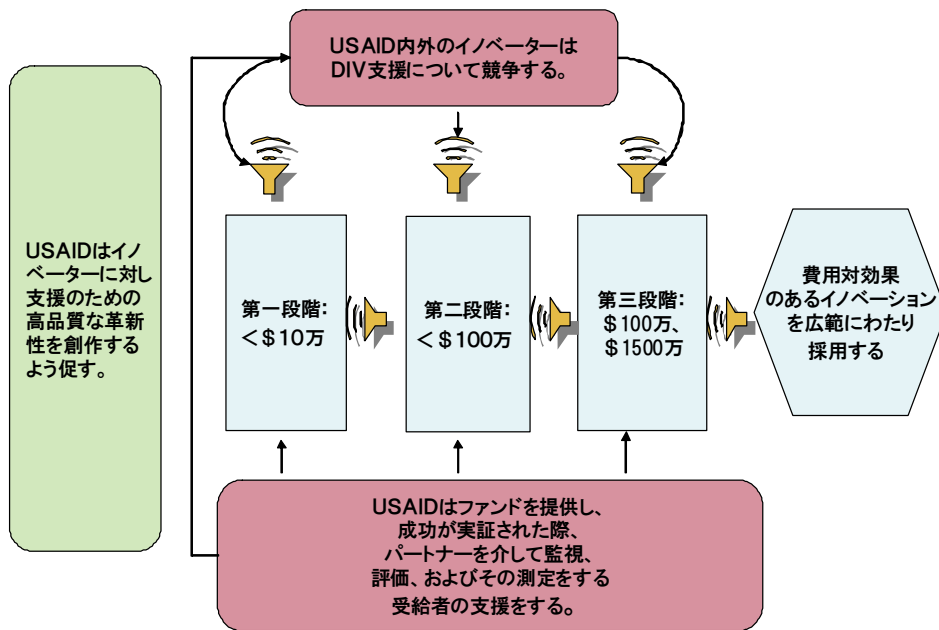 USAID内外のイノベーターは
DIV支援について競争する。
USAIDはイノ
ベーターに対し
支援のための
高品質な革新
性を創作する
よう促す。
第一段階：
＜＄10万
第二段階：
＜＄100万
第三段階：
＄100万、
＄1500万
費用対効果
のあるイノベーション
を広範にわたり
採用する
USAIDはファンドを提供し、
成功が実証された際、
パートナーを介して監視、
評価、およびその測定をする
受給者の支援をする。